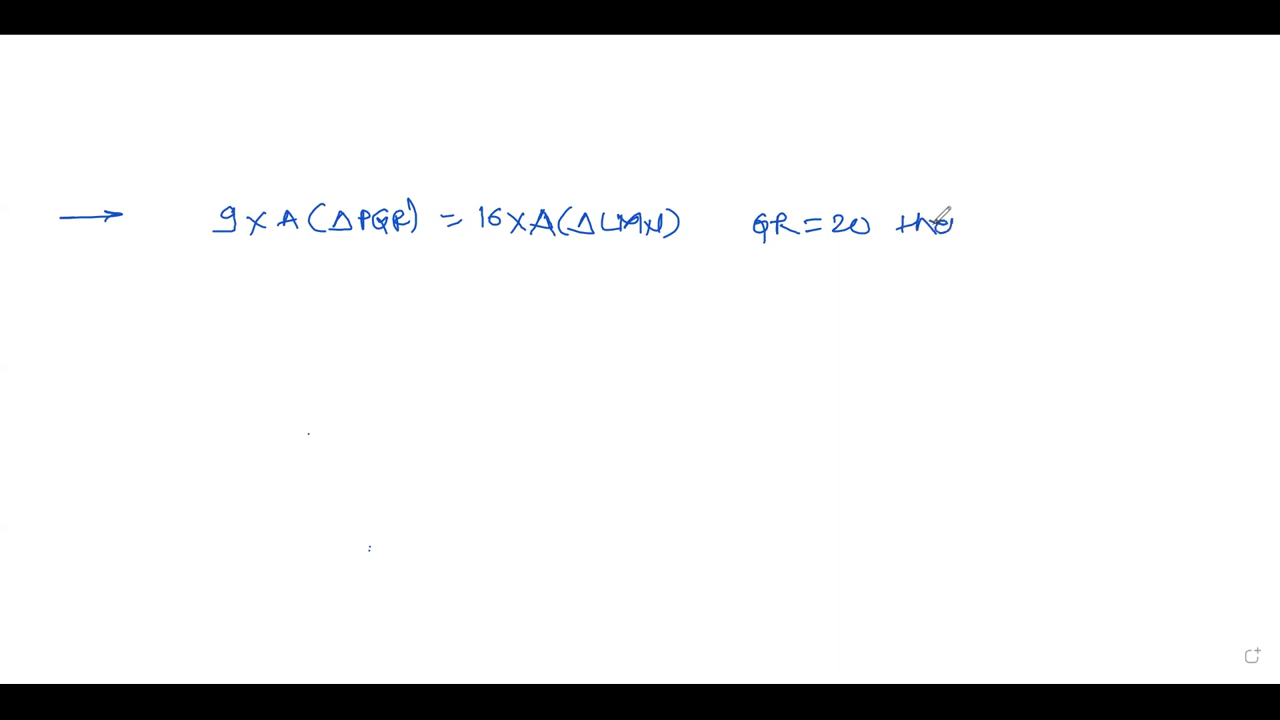 → 9 × A (ΔPQR) = 16 × A (ΔLMN) QR = 20